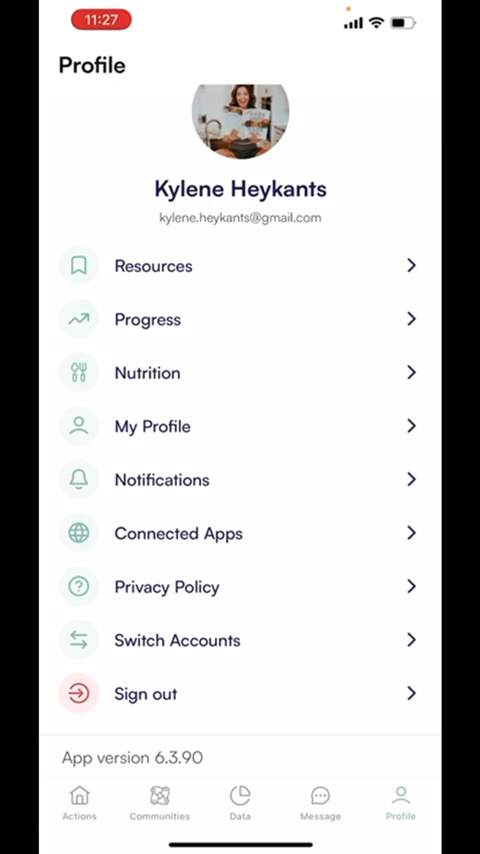 11:27
Profile
Kylene Heykants
kylene.heykants@gmail.com
Resources
Progress
Nutrition
My Profile
Notifications
Connected Apps
Privacy Policy
Switch Accounts
Sign out
App version 6.3.90
Actions
Communities
Data
Message
Profile